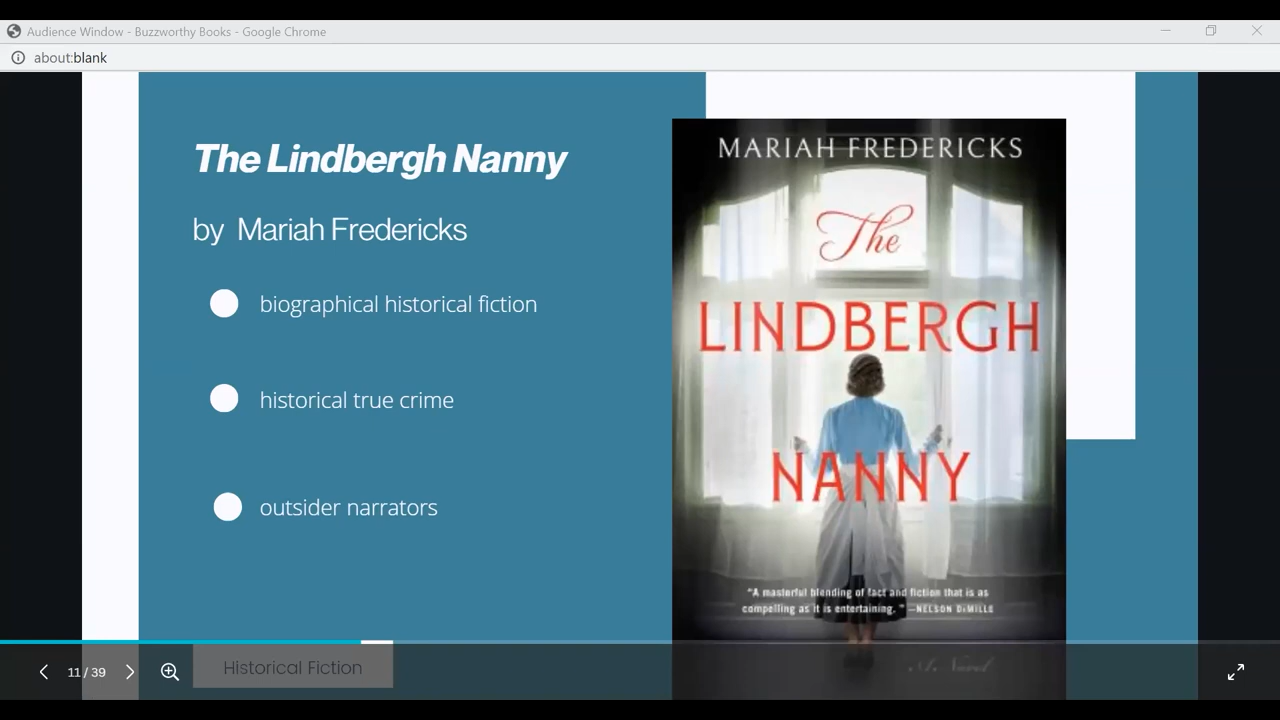 Audience Window - Buzzworthy Books - Google Chrome
about:blank
The Lindbergh Nanny
by Mariah Fredericks
biographical historical fiction
historical true crime
outsider narrators
MARIAH FREDERICKS
The
LINDBERGH
NANNY
"A masterful blending of fact and fiction that is as
compelling as it is entertaining." —NELSON DeMILLE
A Novel
11 / 39
Historical Fiction